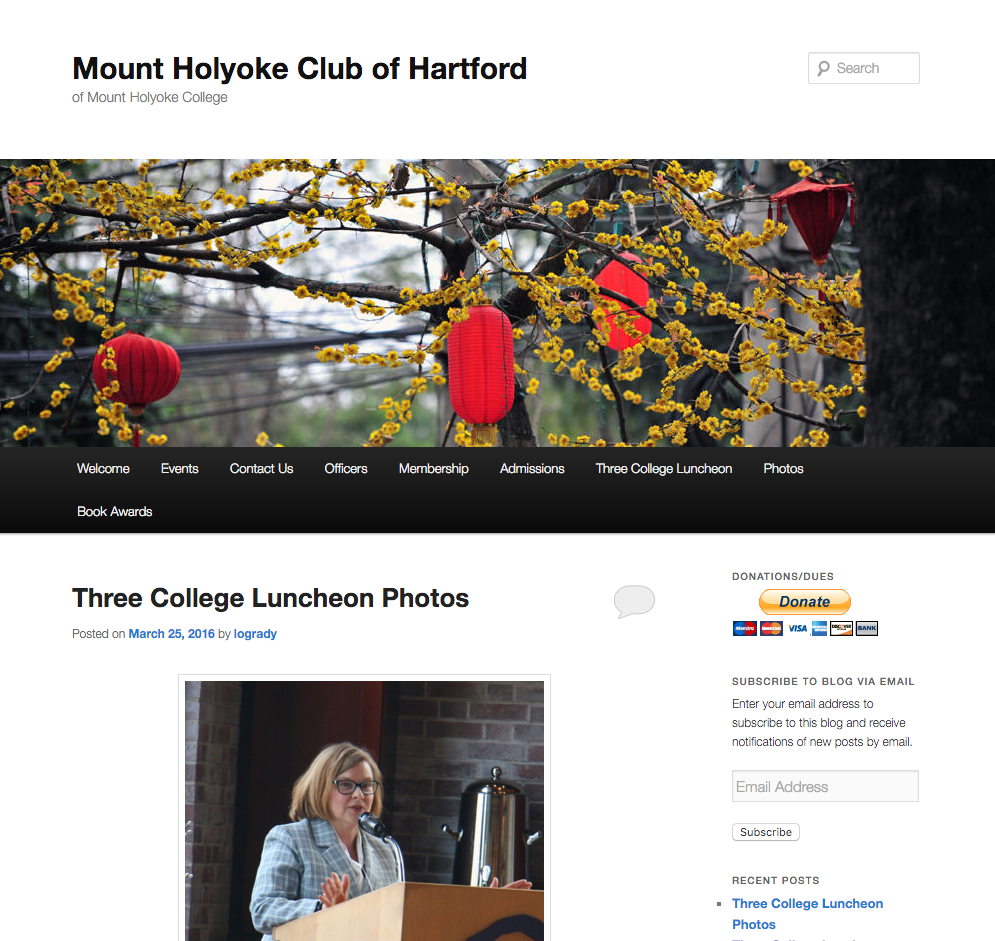 Mount Holyoke Club of Hartford
of Mount Holyoke College
Search
Welcome Events Contact Us Officers Membership Admissions Three College Luncheon Photos
Book Awards
Three College Luncheon Photos
Posted on March 25, 2016 by logrady
DONATIONS/DUES
Donate
Maestro MasterCard VISA DISCOVER BANK
SUBSCRIBE TO BLOG VIA EMAIL
Enter your email address to
subscribe to this blog and receive
notifications of new posts by email.
Email Address
Subscribe
RECENT POSTS
Three College Luncheon
Photos